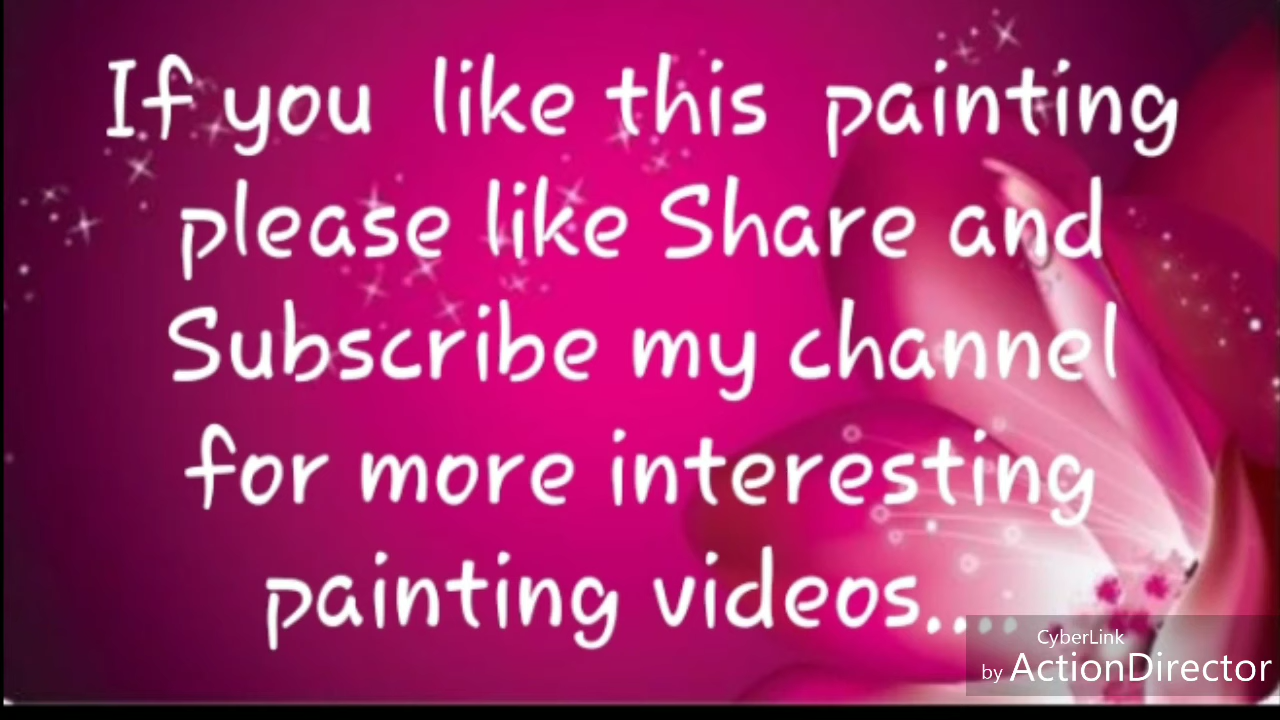 If you like this painting
please like Share and
Subscribe my channel
for more interesting
painting videos....
CyberLink
by ActionDirector